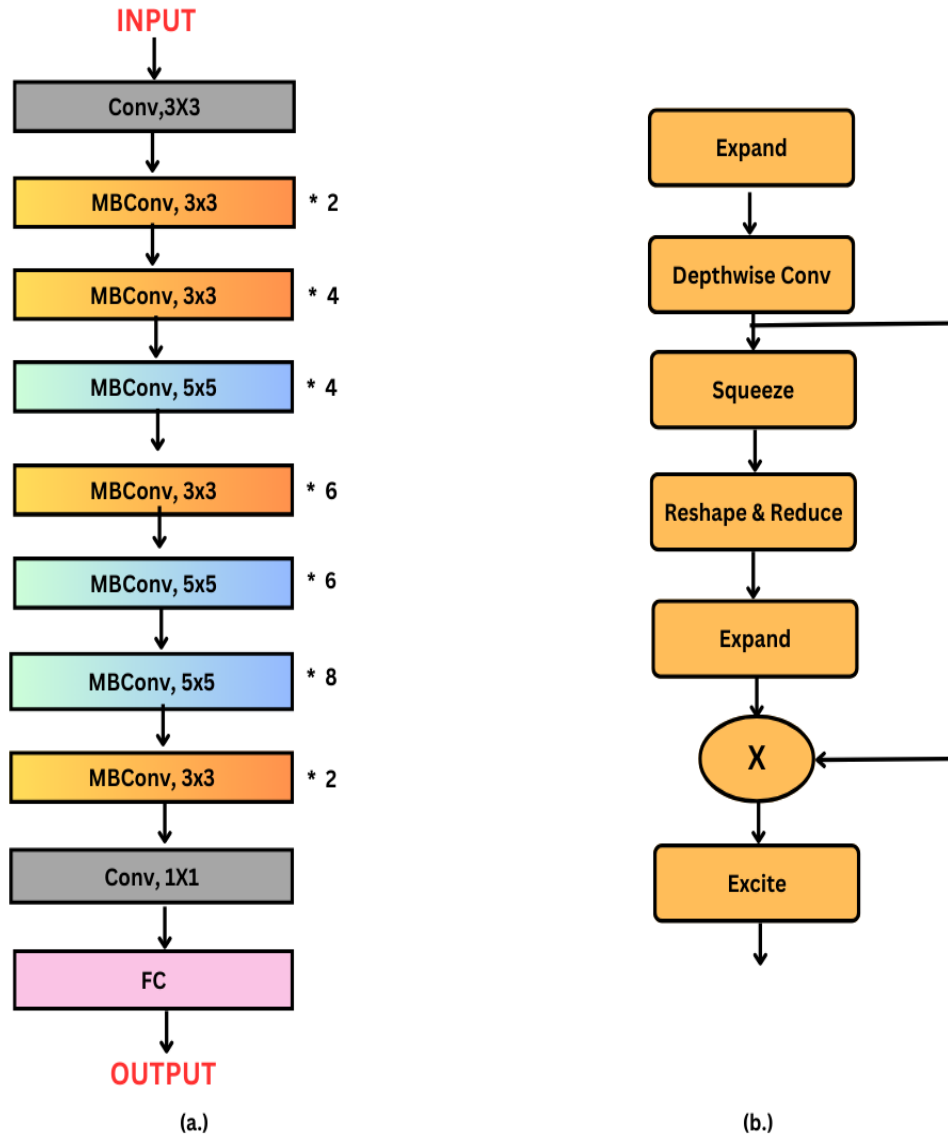 INPUT
Conv,3X3
MBConv, 3x3 * 2
MBConv, 3x3 * 4
MBConv, 5x5 * 4
MBConv, 3x3 * 6
MBConv, 5x5 * 6
MBConv, 5x5 * 8
MBConv, 3x3 * 2
Conv, 1X1
FC
OUTPUT
(a.)
Expand
Depthwise Conv
Squeeze
Reshape & Reduce
Expand
X
Excite
(b.)